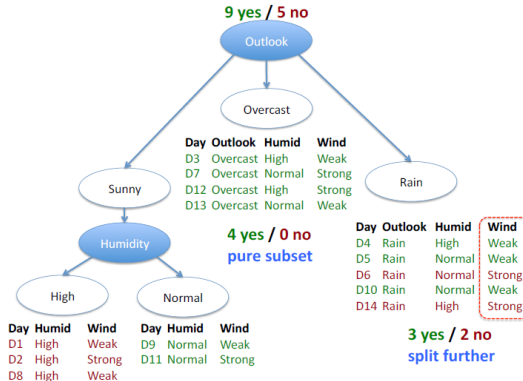 9 yes / 5 no
Outlook
Overcast
Day Outlook Humid Wind
D3 Overcast High Weak
D7 Overcast Normal Strong
D12 Overcast High Strong
D13 Overcast Normal Weak
4 yes / 0 no
pure subset
Sunny
Humidity
High
Normal
Day Humid Wind
D1 High Weak
D2 High Strong
D8 High Weak
Day Humid Wind
D9 Normal Weak
D11 Normal Strong
Rain
Day Outlook Humid Wind
D4 Rain High Weak
D5 Rain Normal Weak
D6 Rain Normal Strong
D10 Rain Normal Weak
D14 Rain High Strong
3 yes / 2 no
split further